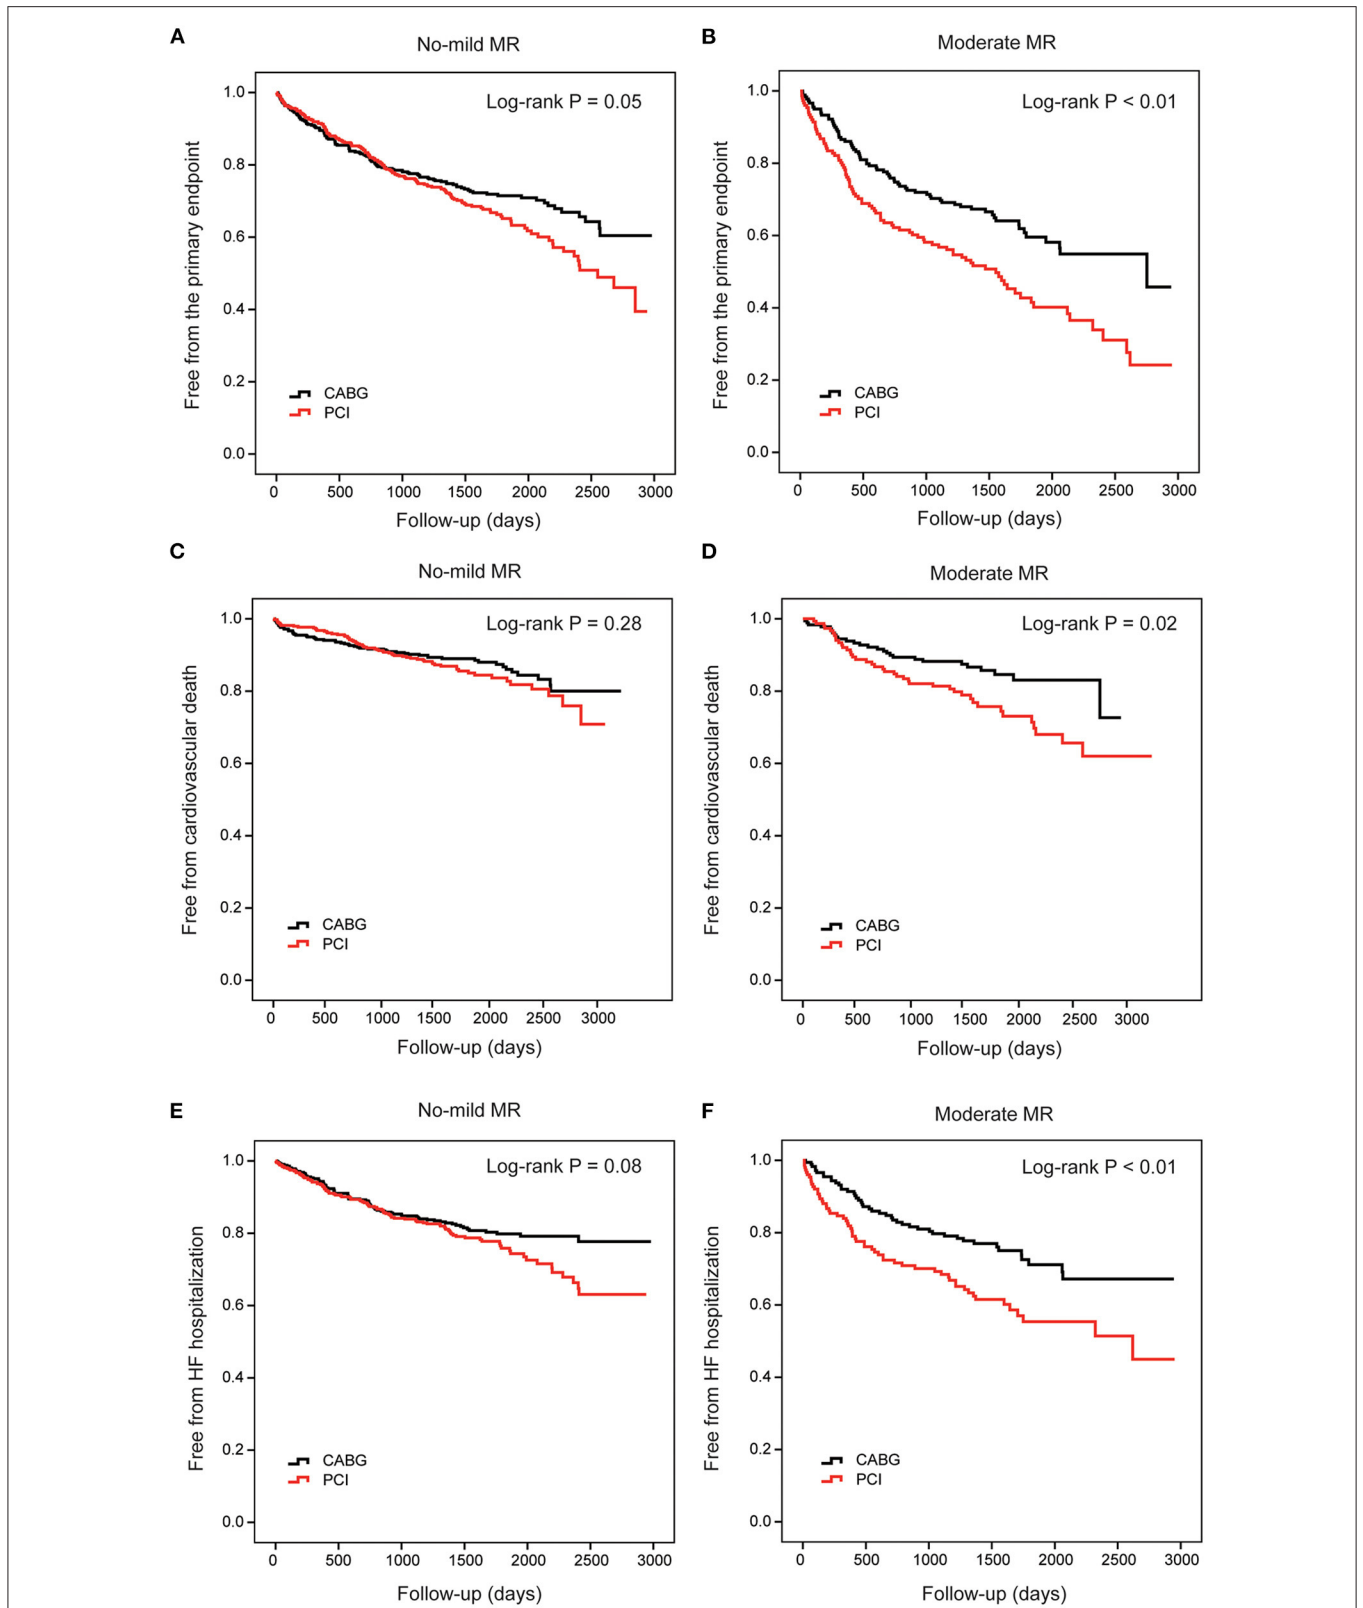 A
No-mild MR
Log-rank P = 0.05
Free from the primary endpoint
1.0
0.8
0.6
0.4
0.2
0.0
CABG
PCI
0 500 1000 1500 2000 2500 3000
Follow-up (days)
B
Moderate MR
Log-rank P < 0.01
Free from the primary endpoint
1.0
0.8
0.6
0.4
0.2
0.0
CABG
PCI
0 500 1000 1500 2000 2500 3000
Follow-up (days)
C
No-mild MR
Log-rank P = 0.28
Free from cardiovascular death
1.0
0.8
0.6
0.4
0.2
0.0
CABG
PCI
0 500 1000 1500 2000 2500 3000
Follow-up (days)
D
Moderate MR
Log-rank P = 0.02
Free from cardiovascular death
1.0
0.8
0.6
0.4
0.2
0.0
CABG
PCI
0 500 1000 1500 2000 2500 3000
Follow-up (days)
E
No-mild MR
Log-rank P = 0.08
Free from HF hospitalization
1.0
0.8
0.6
0.4
0.2
0.0
CABG
PCI
0 500 1000 1500 2000 2500 3000
Follow-up (days)
F
Moderate MR
Log-rank P < 0.01
Free from HF hospitalization
1.0
0.8
0.6
0.4
0.2
0.0
CABG
PCI
0 500 1000 1500 2000 2500 3000
Follow-up (days)